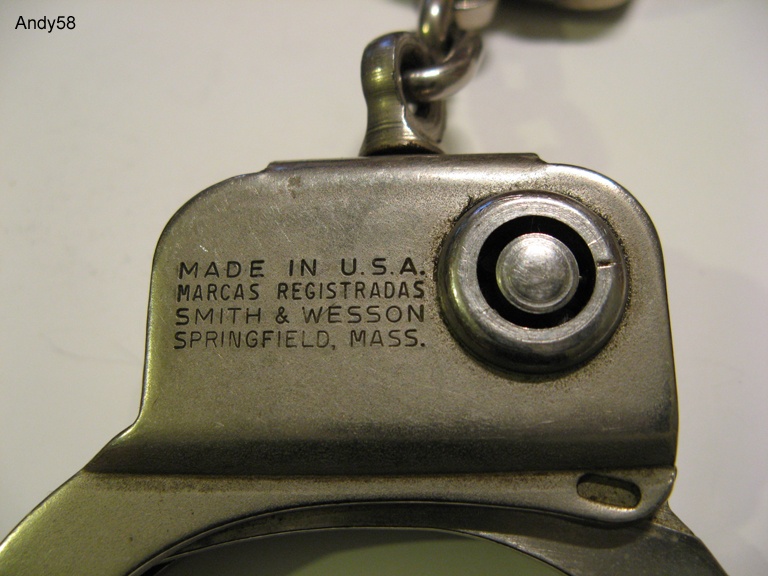 Andy58
MADE IN U.S.A.
MARCAS REGISTRADAS
SMITH & WESSON
SPRINGFIELD, MASS.